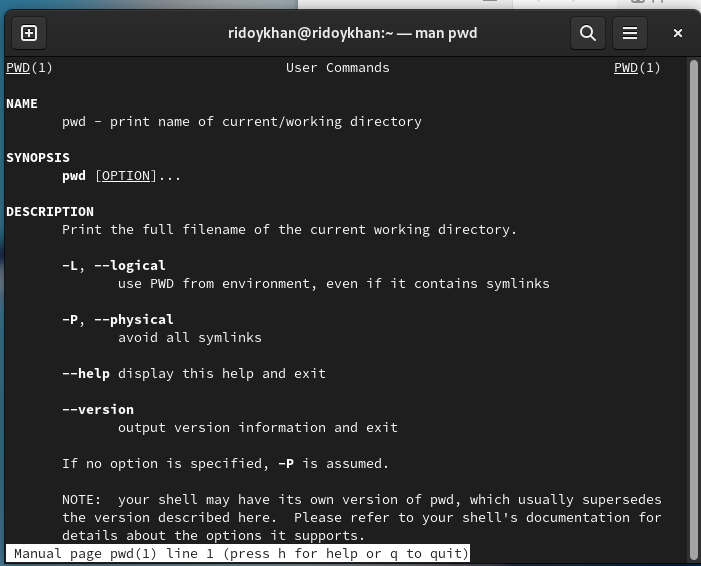 ridoykhan@ridoykhan:~ — man pwd
PWD(1) User Commands PWD(1)
NAME
pwd - print name of current/working directory
SYNOPSIS
pwd [OPTION]...
DESCRIPTION
Print the full filename of the current working directory.
-L, --logical
use PWD from environment, even if it contains symlinks
-P, --physical
avoid all symlinks
--help display this help and exit
--version
output version information and exit
If no option is specified, -P is assumed.
NOTE:  your shell may have its own version of pwd, which usually supersedes
the version described here.  Please refer to your shell's documentation for
details about the options it supports.
Manual page pwd(1) line 1 (press h for help or q to quit)